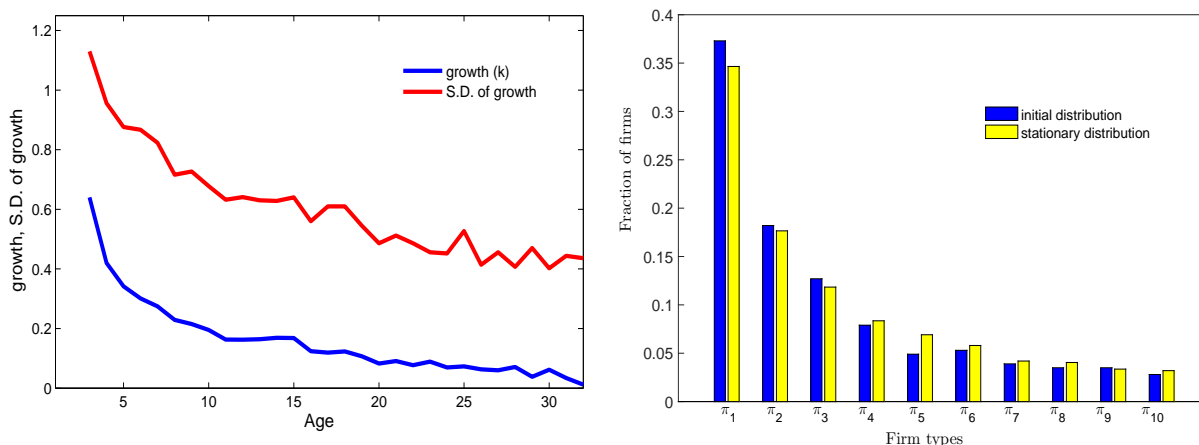 1.2
1
0.8
0.6
0.4
0.2
0
growth, S.D. of growth
growth (k)
S.D. of growth
5 10 15 20 25 30
Age
0.4
0.35
0.3
0.25
0.2
0.15
0.1
0.05
0
Fraction of firms
initial distribution
stationary distribution
π1 π2 π3 π4 π5 π6 π7 π8 π9 π10
Firm types